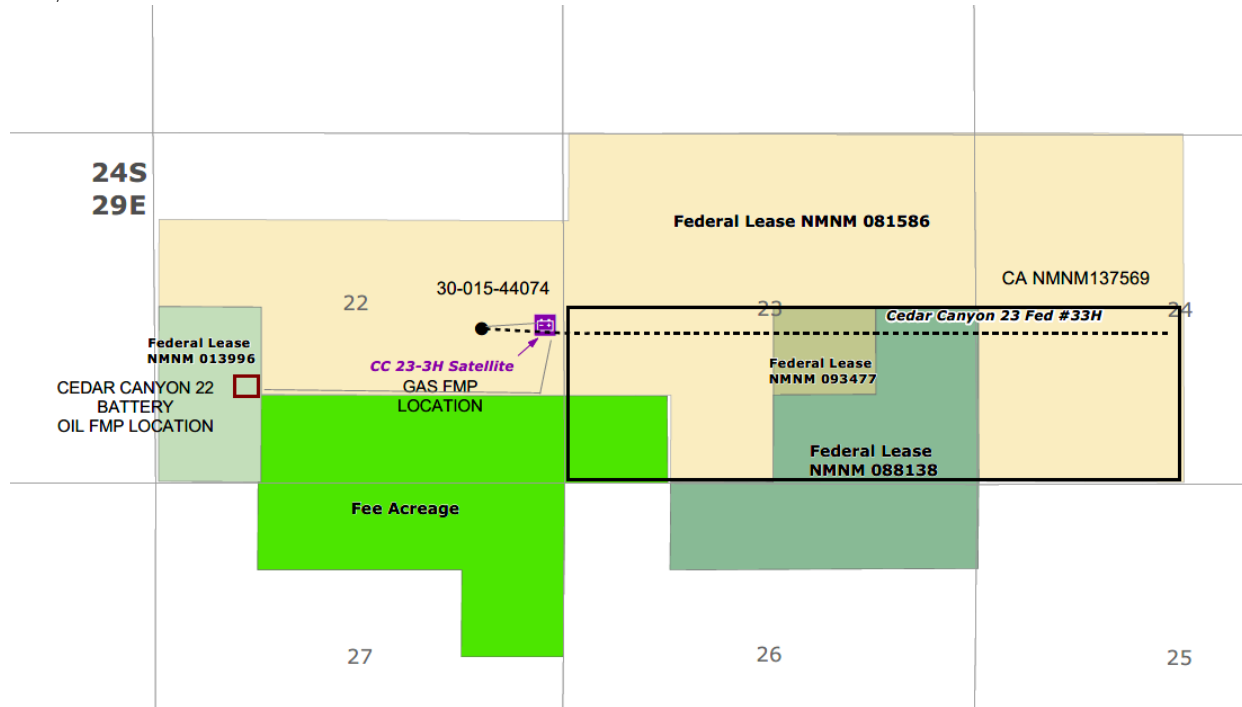 24S
29E
Federal Lease NMNM 081586
CA NMNM137569
30-015-44074
22
23
24
Cedar Canyon 23 Fed #33H
Federal Lease
NMNM 013996
CC 23-3H Satellite
Federal Lease
NMNM 093477
CEDAR CANYON 22
BATTERY
OIL FMP LOCATION
GAS FMP
LOCATION
Federal Lease
NMNM 088138
Fee Acreage
27
26
25